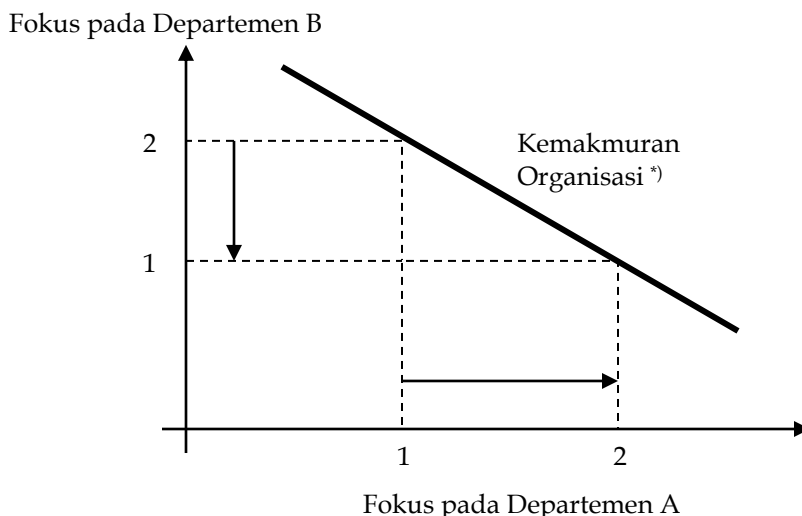 Fokus pada Departemen B
2
Kemakmuran
Organisasi *)
1
1
2
Fokus pada Departemen A